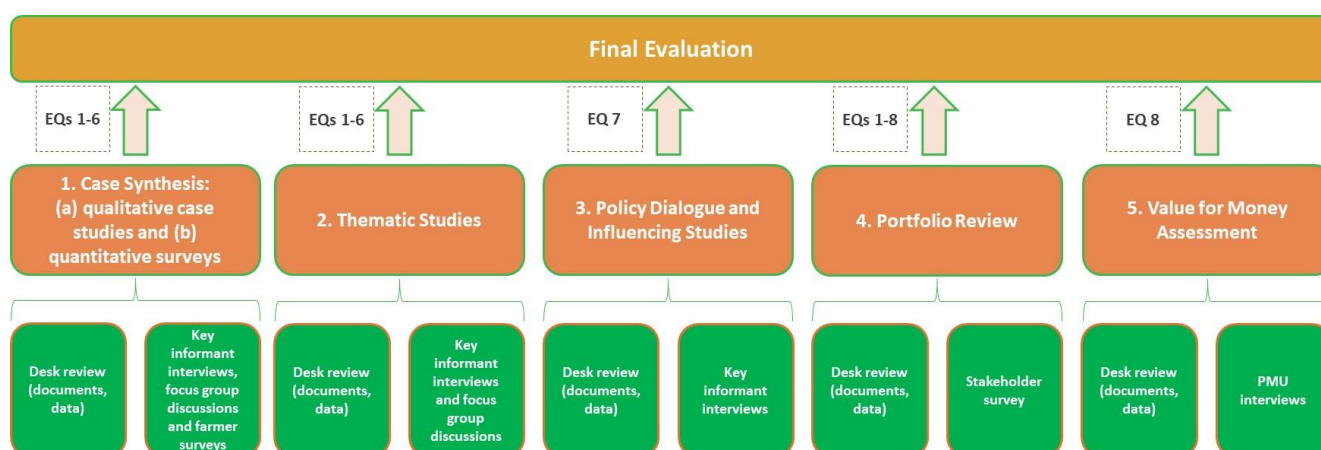 Final Evaluation
EQs 1-6
EQs 1-6
EQ 7
EQs 1-8
EQ 8
1. Case Synthesis:
(a) qualitative case
studies and (b)
quantitative surveys
2. Thematic Studies
3. Policy Dialogue and
Influencing Studies
4. Portfolio Review
5. Value for Money
Assessment
Desk review
(documents,
data)
Key
informant
interviews,
focus group
discussions
and farmer
surveys
Desk review
(documents,
data)
Key
informant
interviews
and focus
group
discussions
Desk review
(documents,
data)
Key
informant
interviews
Desk review
(documents,
data)
Stakeholder
survey
Desk review
(documents,
data)
PMU
interviews